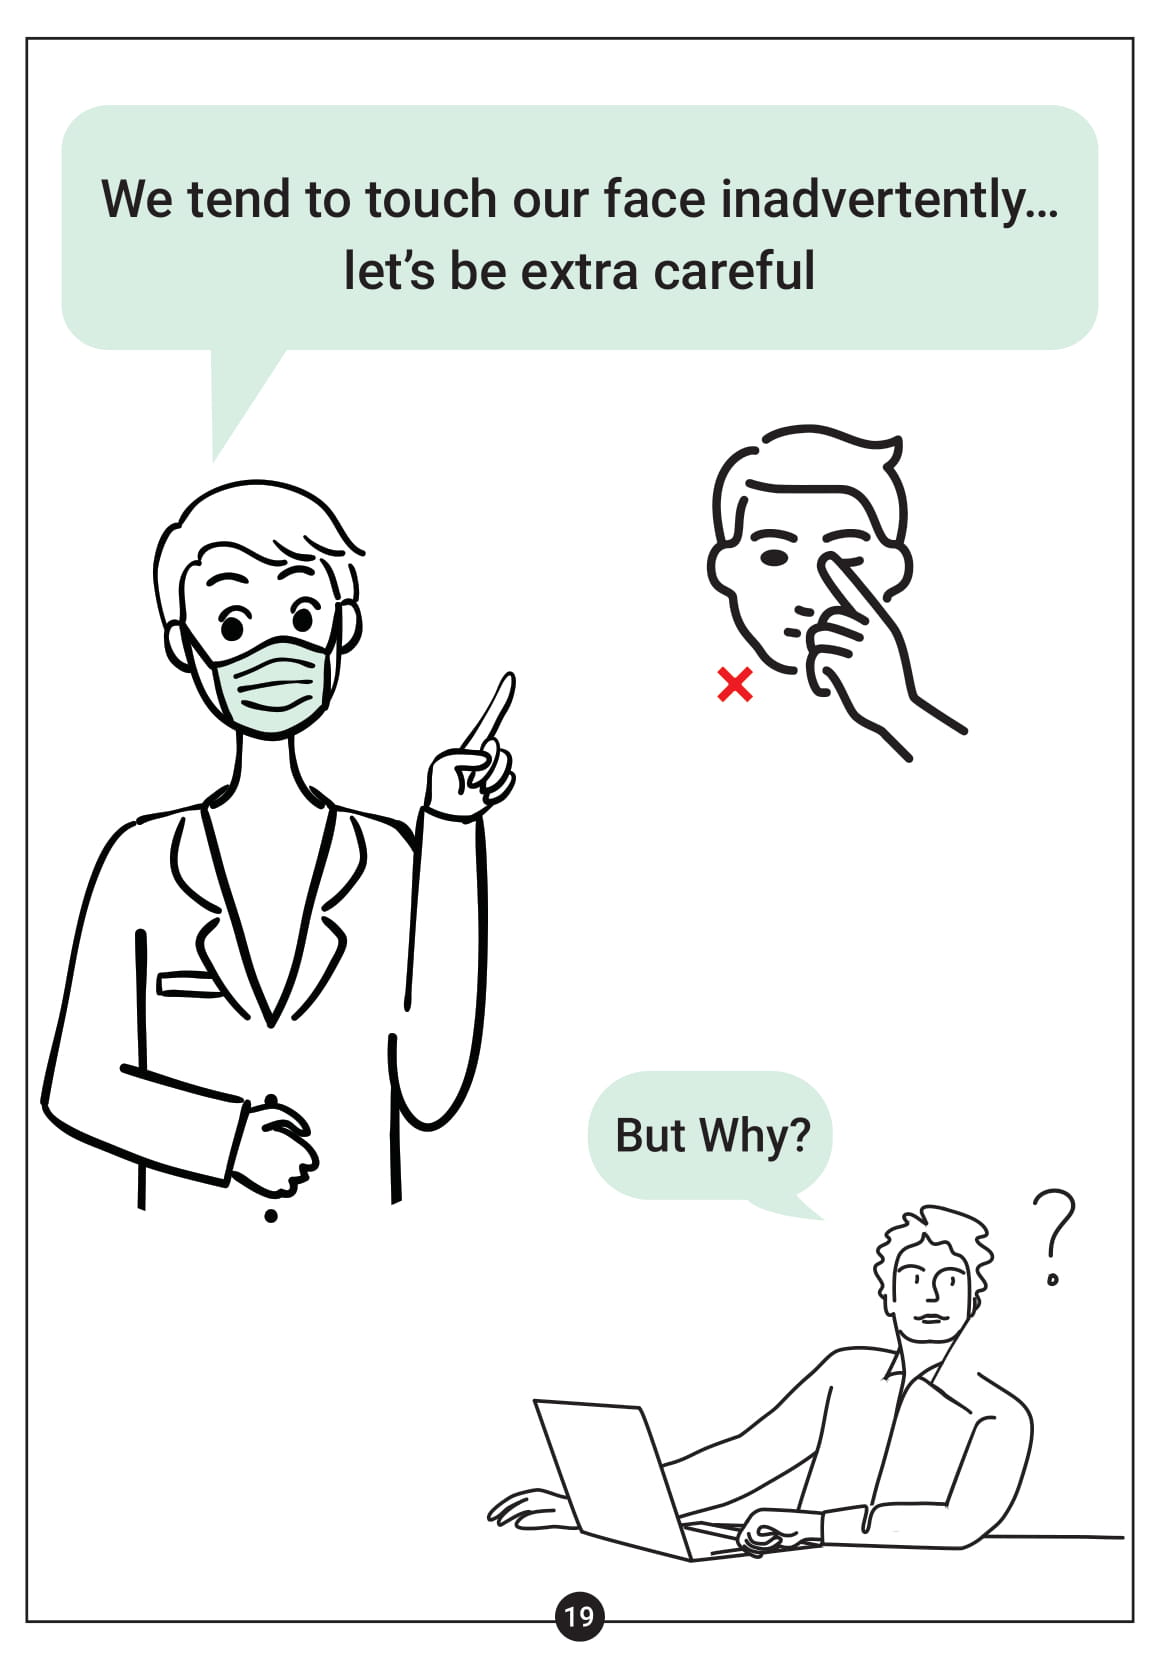 We tend to touch our face inadvertently...
let’s be extra careful
But Why?
?
19